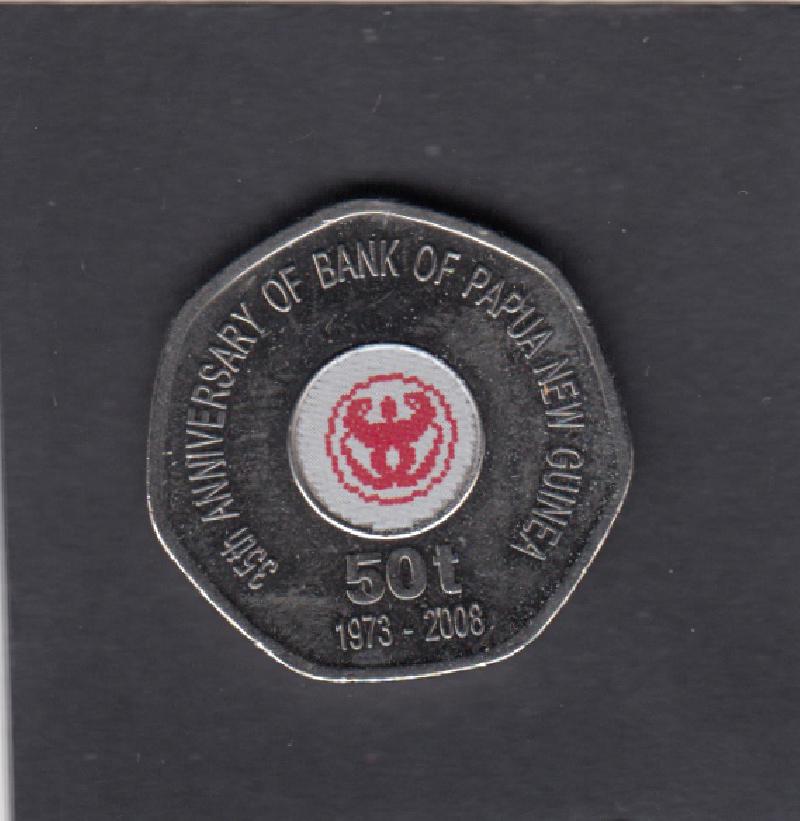 35th ANNIVERSARY OF BANK OF PAPUA NEW GUINEA
50t
1973 - 2008